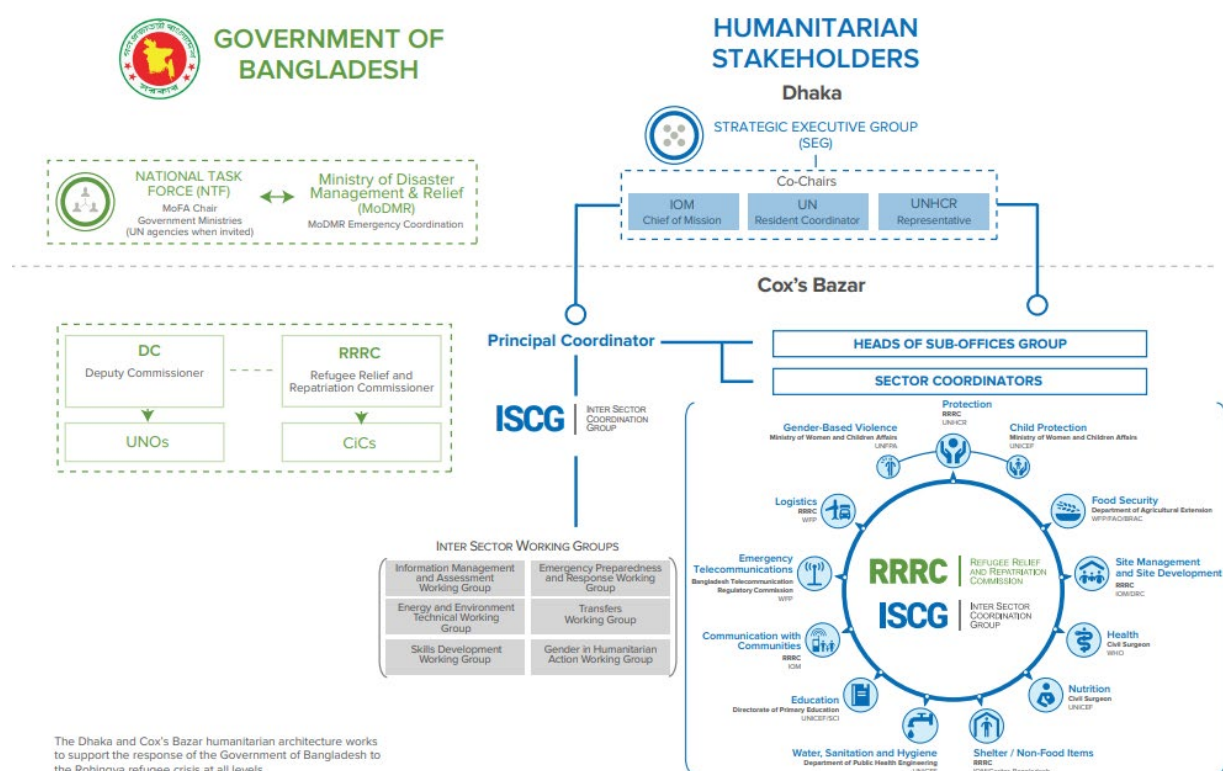 GOVERNMENT OF
BANGLADESH
HUMANITARIAN
STAKEHOLDERS
Dhaka
STRATEGIC EXECUTIVE GROUP
(SEG)
NATIONAL TASK
FORCE (NTF)
MoFA Chair
Government Ministries
(UN agencies when invited)
Ministry of Disaster
Management & Relief
(MoDMR)
MoDMR Emergency Coordination
Co-Chairs
IOM
Chief of Mission
UN
Resident Coordinator
UNHCR
Representative
Cox's Bazar
DC
Deputy Commissioner
RRRC
Refugee Relief and
Repatriation Commissioner
UNOs
CiCs
Principal Coordinator
HEADS OF SUB-OFFICES GROUP
SECTOR COORDINATORS
ISCG
INTER SECTOR
COORDINATION
GROUP
INTER SECTOR WORKING GROUPS
Information Management
and Assessment
Working Group
Emergency Preparedness
and Response Working
Group
Energy and Environment
Technical Working
Group
Transfers
Working Group
Skills Development
Working Group
Gender in Humanitarian
Action Working Group
Protection
RRRC
UNHCR
Gender-Based Violence
Ministry of Women and Children Affairs
UNFPA
Child Protection
Ministry of Women and Children Affairs
UNICEF
Logistics
RRRC
WFP
Food Security
Department of Agricultural Extension
WFP/FAO/BRAC
Emergency
Telecommunications
Bangladesh Telecommunication
Regulatory Commission
WFP
Site Management
and Site Development
RRRC
IOM/DRC
RRRC
REFUGEE RELIEF
AND REPATRIATION
COMMISSION
ISCG
INTER SECTOR
COORDINATION
GROUP
Communication with
Communities
RRRC
IOM
Health
Civil Surgeon
WHO
Education
Directorate of Primary Education
UNICEF/SCI
Nutrition
Civil Surgeon
UNICEF
Water, Sanitation and Hygiene
Department of Public Health Engineering
Shelter / Non-Food Items
RRRC
The Dhaka and Cox's Bazar humanitarian architecture works
to support the response of the Government of Bangladesh to
the Rohingya refugee crisis at all levels.